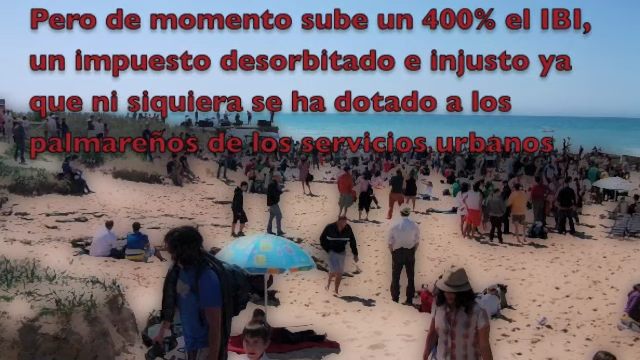 Pero de momento sube un 400% el IBI,
un impuesto desorbitado e injusto ya
que ni siquiera se ha dotado a los
palmareños de los servicios urbanos